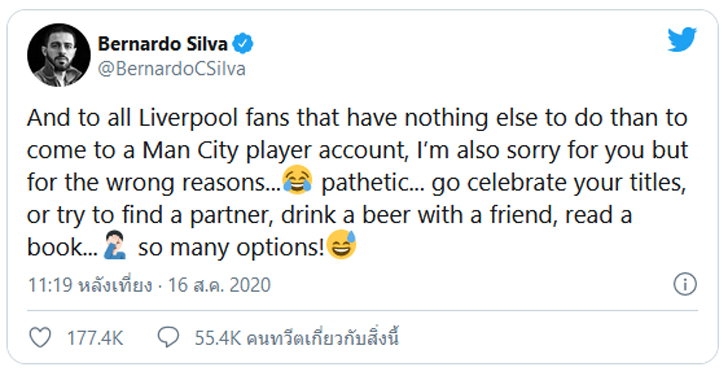 Bernardo Silva
@BernardoCSilva
And to all Liverpool fans that have nothing else to do than to
come to a Man City player account, I’m also sorry for you but
for the wrong reasons...😂 pathetic... go celebrate your titles,
or try to find a partner, drink a beer with a friend, read a
book...🤦🏻‍♂️ so many options!😅
11:19 หลังเที่ยง · 16 ส.ค. 2020
177.4K 55.4K คนทวีตเกี่ยวกับสิ่งนี้